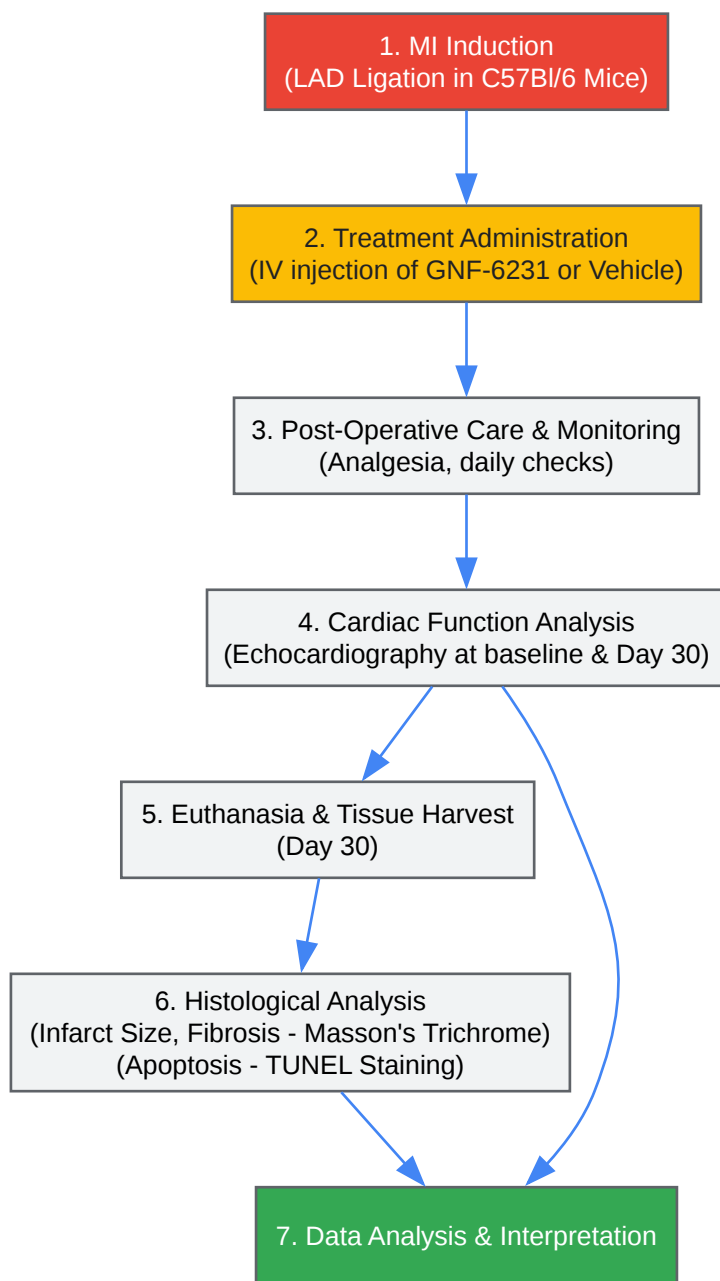 1. MI Induction
(LAD Ligation in C57Bl/6 Mice)
2. Treatment Administration
(IV injection of GNF-6231 or Vehicle)
3. Post-Operative Care & Monitoring
(Analgesia, daily checks)
4. Cardiac Function Analysis
(Echocardiography at baseline & Day 30)
5. Euthanasia & Tissue Harvest
(Day 30)
6. Histological Analysis
(Infarct Size, Fibrosis - Masson's Trichrome)
(Apoptosis - TUNEL Staining)
7. Data Analysis & Interpretation